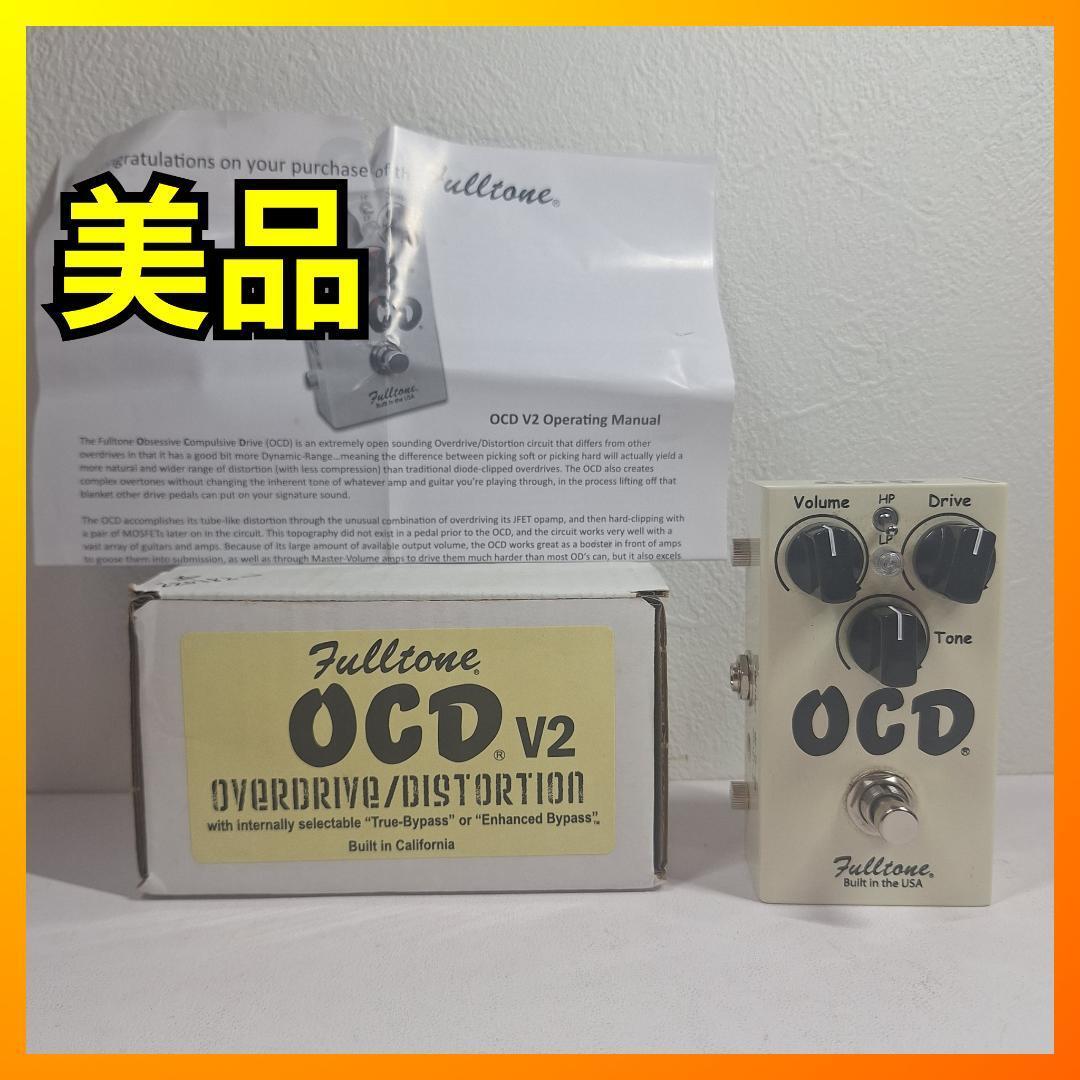 gratulations on your purchase of th Fulltone®
美品
OCD®
Fulltone®
Built in the USA
OCD V2 Operating Manual
The Fulltone Obsessive Compulsive Drive (OCD) is an extremely open sounding Overdrive/Distortion circuit that differs from other
overdrives in that it has a good bit more Dynamic-Range...meaning the difference between picking soft or picking hard will actually yield a
more natural and wider range of distortion (with less compression) than traditional diode-clipped overdrives. The OCD also creates
complex overtones without changing the inherent tone of whatever amp and guitar you're playing through, in the process lifting off that
blanket other drive pedals can put on your signature sound.
The OCD accomplishes its tube-like distortion through the unusual combination of overdriving its JFET opamp, and then hard-clipping with
a pair of MOSFETs later on in the circuit. This topography did not exist in a pedal prior to the OCD, and the circuit works very well with a
vast array of guitars and amps. Because of its large amount of available output volume, the OCD works great as a booster in front of amps
to goose them into submission, as well as through Master-Volume amps to drive them much harder than most OD's can, but it also excels
Fulltone®
OCD® V2
OVERDRIVE/DISTORTION
with internally selectable "True-Bypass" or "Enhanced Bypass"™
Built in California
Volume HP Drive
LP
Tone
OCD®
Fulltone®
Built in the USA